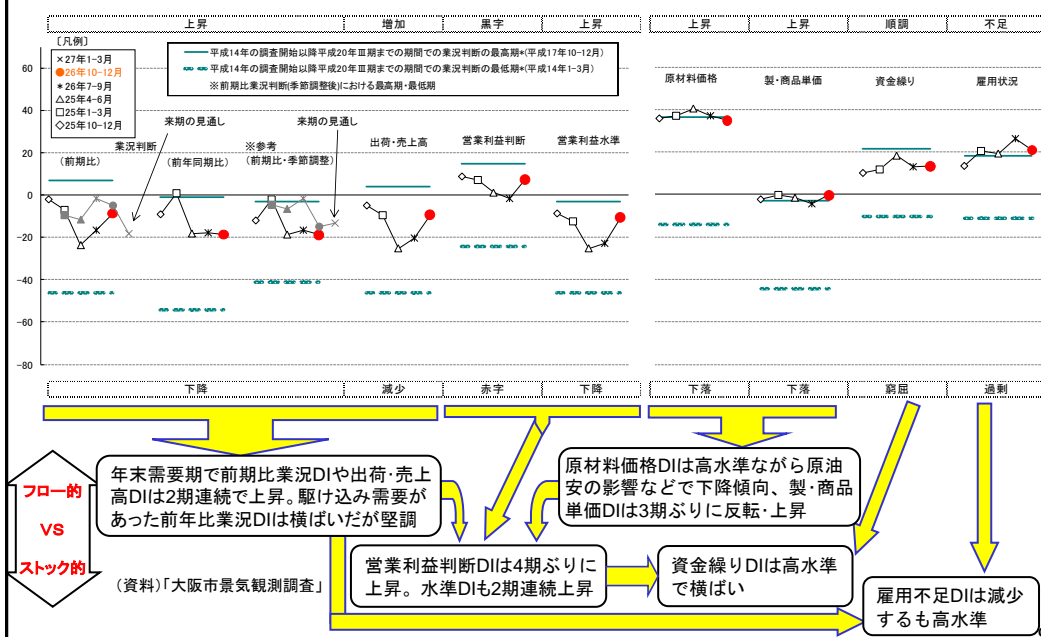 上昇 増加 黒字 上昇 上昇 上昇 順調 不足
[凡例]
×27年1-3月
●26年10-12月
*26年7-9月
△25年4-6月
□25年1-3月
◇25年10-12月
平成14年の調査開始以降平成20年Ⅲ期までの期間での業況判断の最高期*(平成17年10-12月)
平成14年の調査開始以降平成20年Ⅲ期までの期間での業況判断の最低期*(平成14年1-3月)
※前期比業況判断(季節調整後)における最高期・最低期
60
40
20
0
-20
-40
-60
-80
来期の見通し
来期の見通し
業況判断
(前期比)
(前年同期比)
※参考
(前期比・季節調整)
出荷・売上高
営業利益判断
営業利益水準
原材料価格
製・商品単価
資金繰り
雇用状況
下降 減少 赤字 下降 下落 下落 窮屈 過剰
フロー的
VS
ストック的
年末需要期で前期比業況DIや出荷・売上
高DIは2期連続で上昇。駆け込み需要が
あった前年比業況DIは横ばいだが堅調
原材料価格DIは高水準ながら原油
安の影響などで下降傾向、製・商品
単価DIは3期ぶりに反転・上昇
営業利益判断DIは4期ぶりに
上昇。水準DIも2期連続上昇
資金繰りDIは高水準
で横ばい
雇用不足DIは減少
するも高水準
(資料)「大阪市景気観測調査」